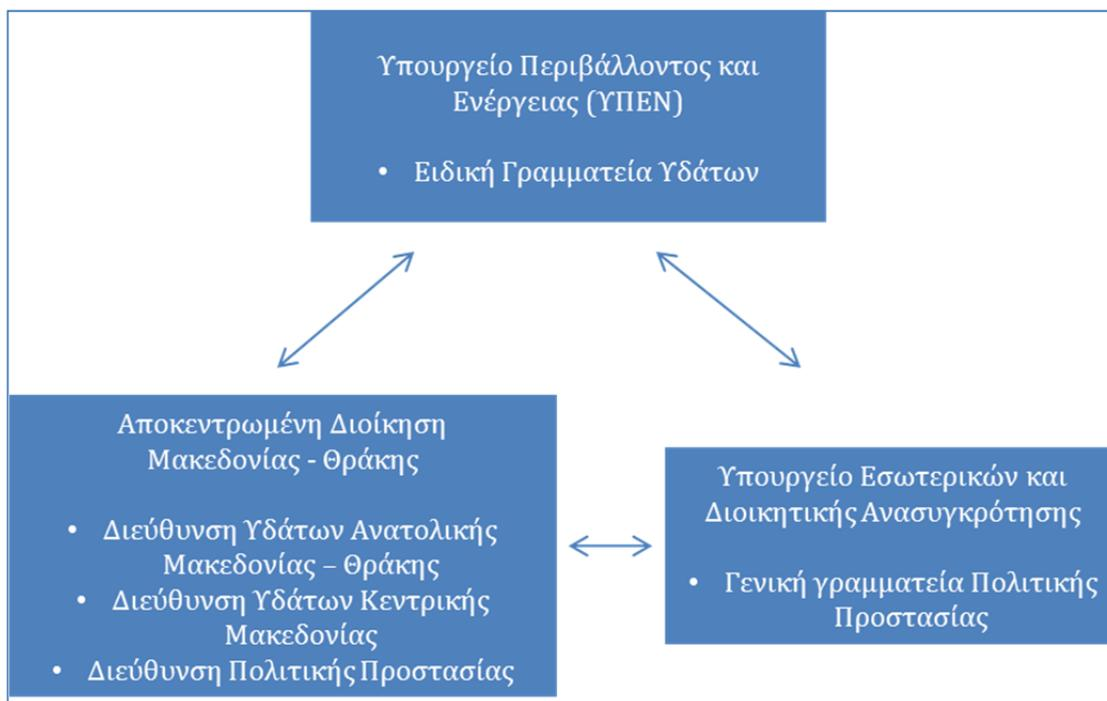 Υπουργείο Περιβάλλοντος και
Ενέργειας (ΥΠΕΝ)
• Ειδική Γραμματεία Υδάτων
Αποκεντρωμένη Διοίκηση
Μακεδονίας - Θράκης
• Διεύθυνση Υδάτων Ανατολικής
Μακεδονίας – Θράκης
• Διεύθυνση Υδάτων Κεντρικής
Μακεδονίας
• Διεύθυνση Πολιτικής Προστασίας
Υπουργείο Εσωτερικών και
Διοικητικής Ανασυγκρότησης
• Γενική γραμματεία Πολιτικής
Προστασίας